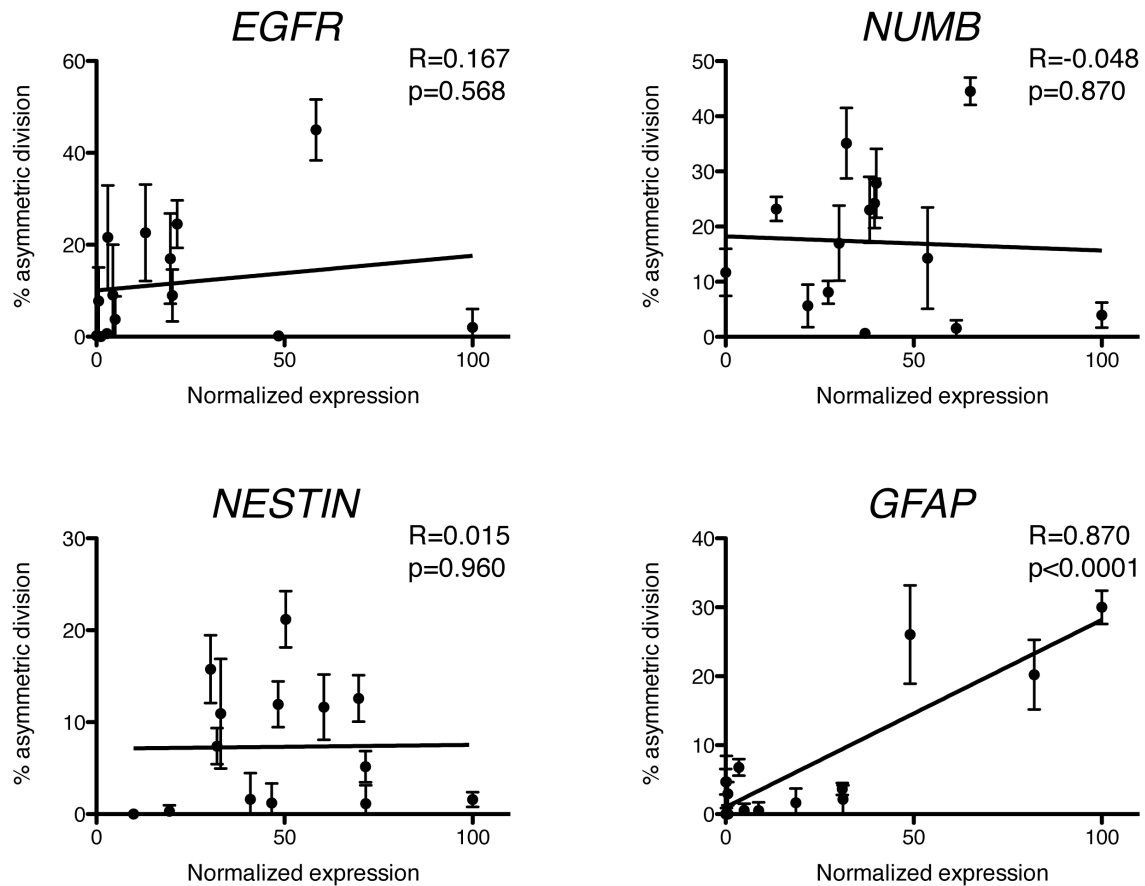 EGFR
R=0.167
p=0.568
% asymmetric division
60
40
20
0
0
50
100
Normalized expression
NUMB
R=-0.048
p=0.870
% asymmetric division
50
40
30
20
10
0
0
50
100
Normalized expression
NESTIN
R=0.015
p=0.960
% asymmetric division
30
20
10
0
0
50
100
Normalized expression
GFAP
R=0.870
p<0.0001
% asymmetric division
40
30
20
10
0
0
50
100
Normalized expression